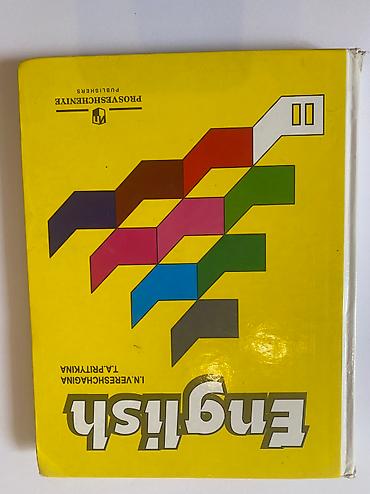 English
I.N.VERESHCHAGINA
T.A.PRITYKINA
II
PROSVESHCHENIYE
PUBLISHERS